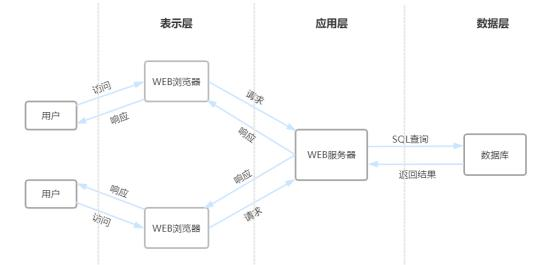 表示层
应用层
数据层
访问
WEB浏览器
请求
用户
响应
响应
SQL查询
WEB服务器
数据库
返回结果
响应
用户
响应
访问
WEB浏览器
请求